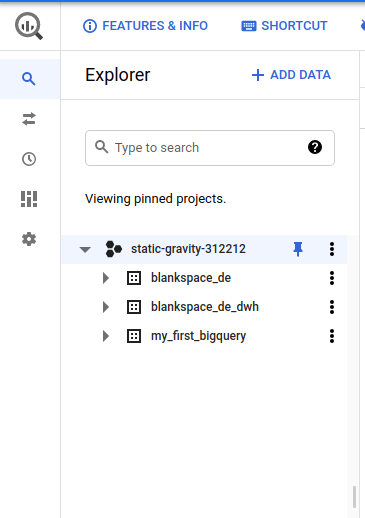 FEATURES & INFO
SHORTCUT
Explorer
ADD DATA
Type to search
Viewing pinned projects.
static-gravity-312212
blankspace_de
blankspace_de_dwh
my_first_bigquery